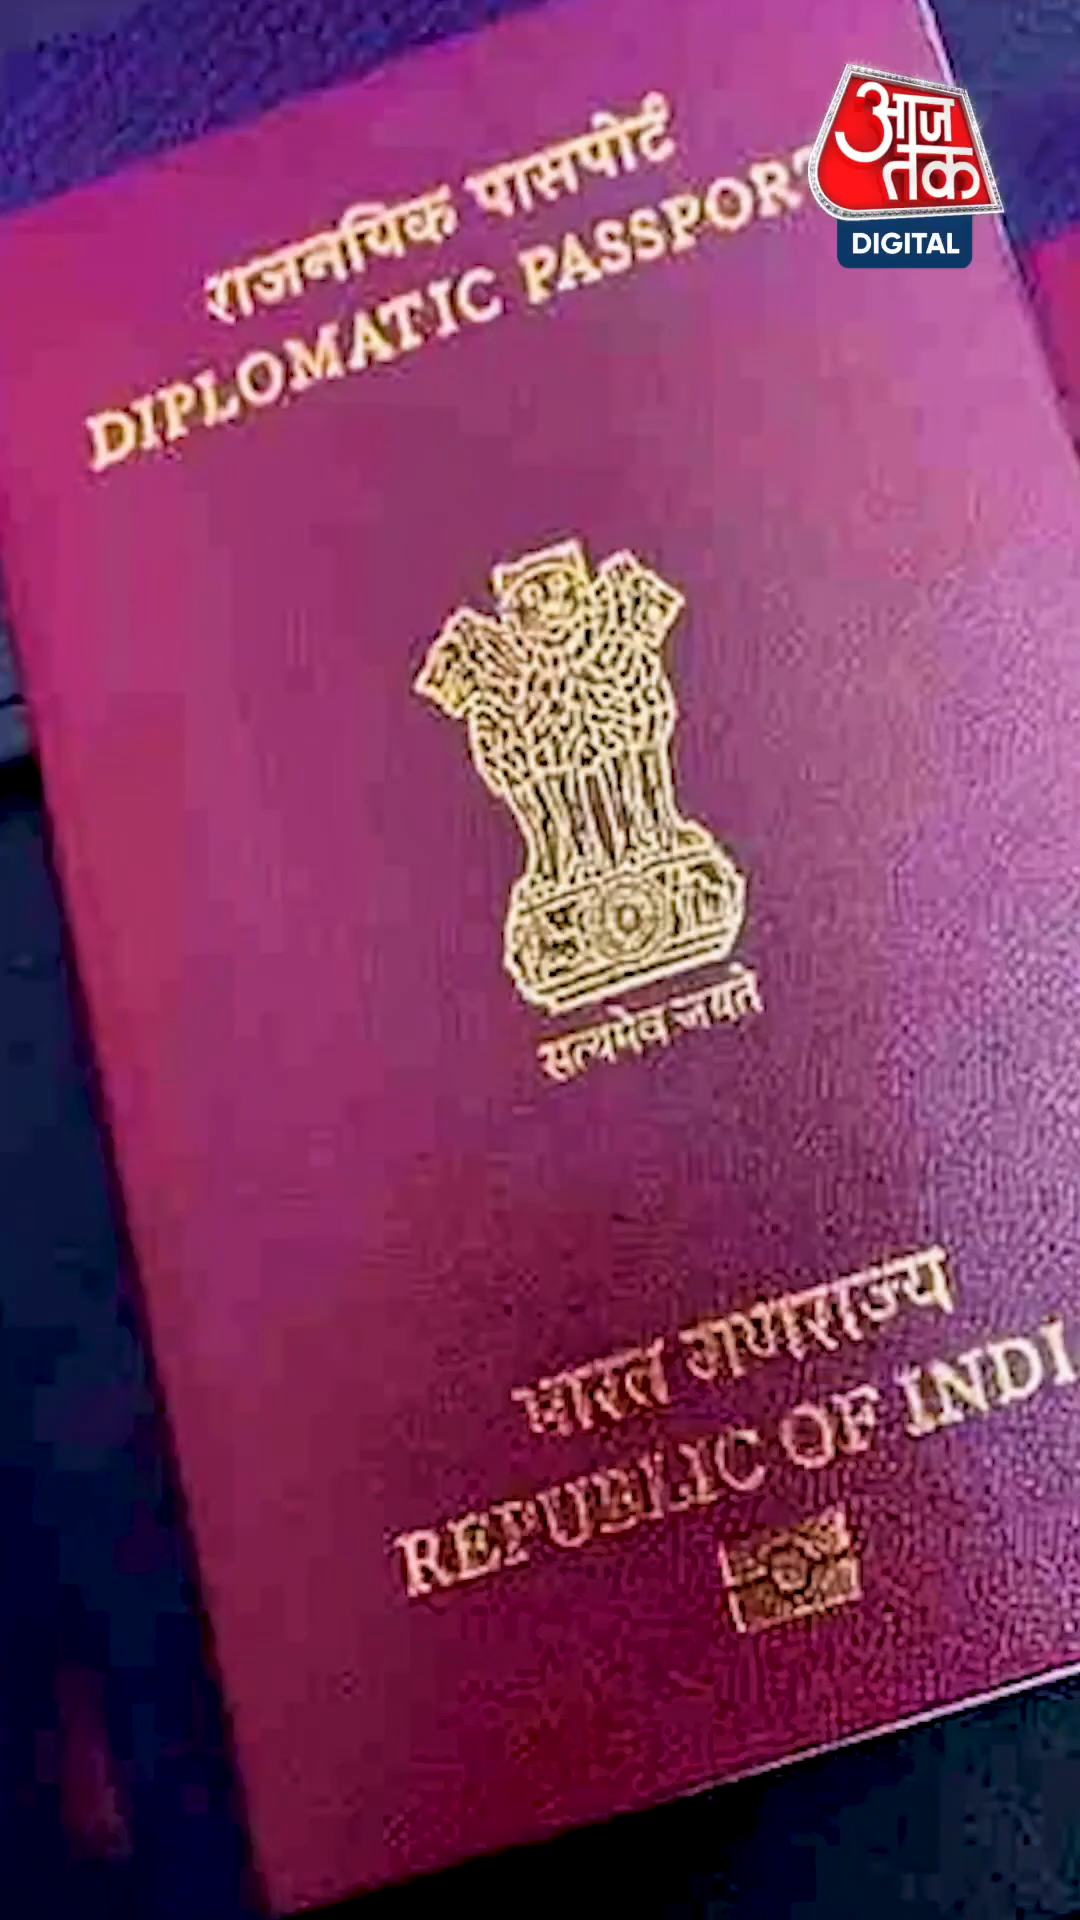 आज
तक
DIGITAL
राजनयिक पासपोर्ट
DIPLOMATIC PASSPORT
सत्यमेव जयते
भारत गणराज्य
REPUBLIC OF INDI